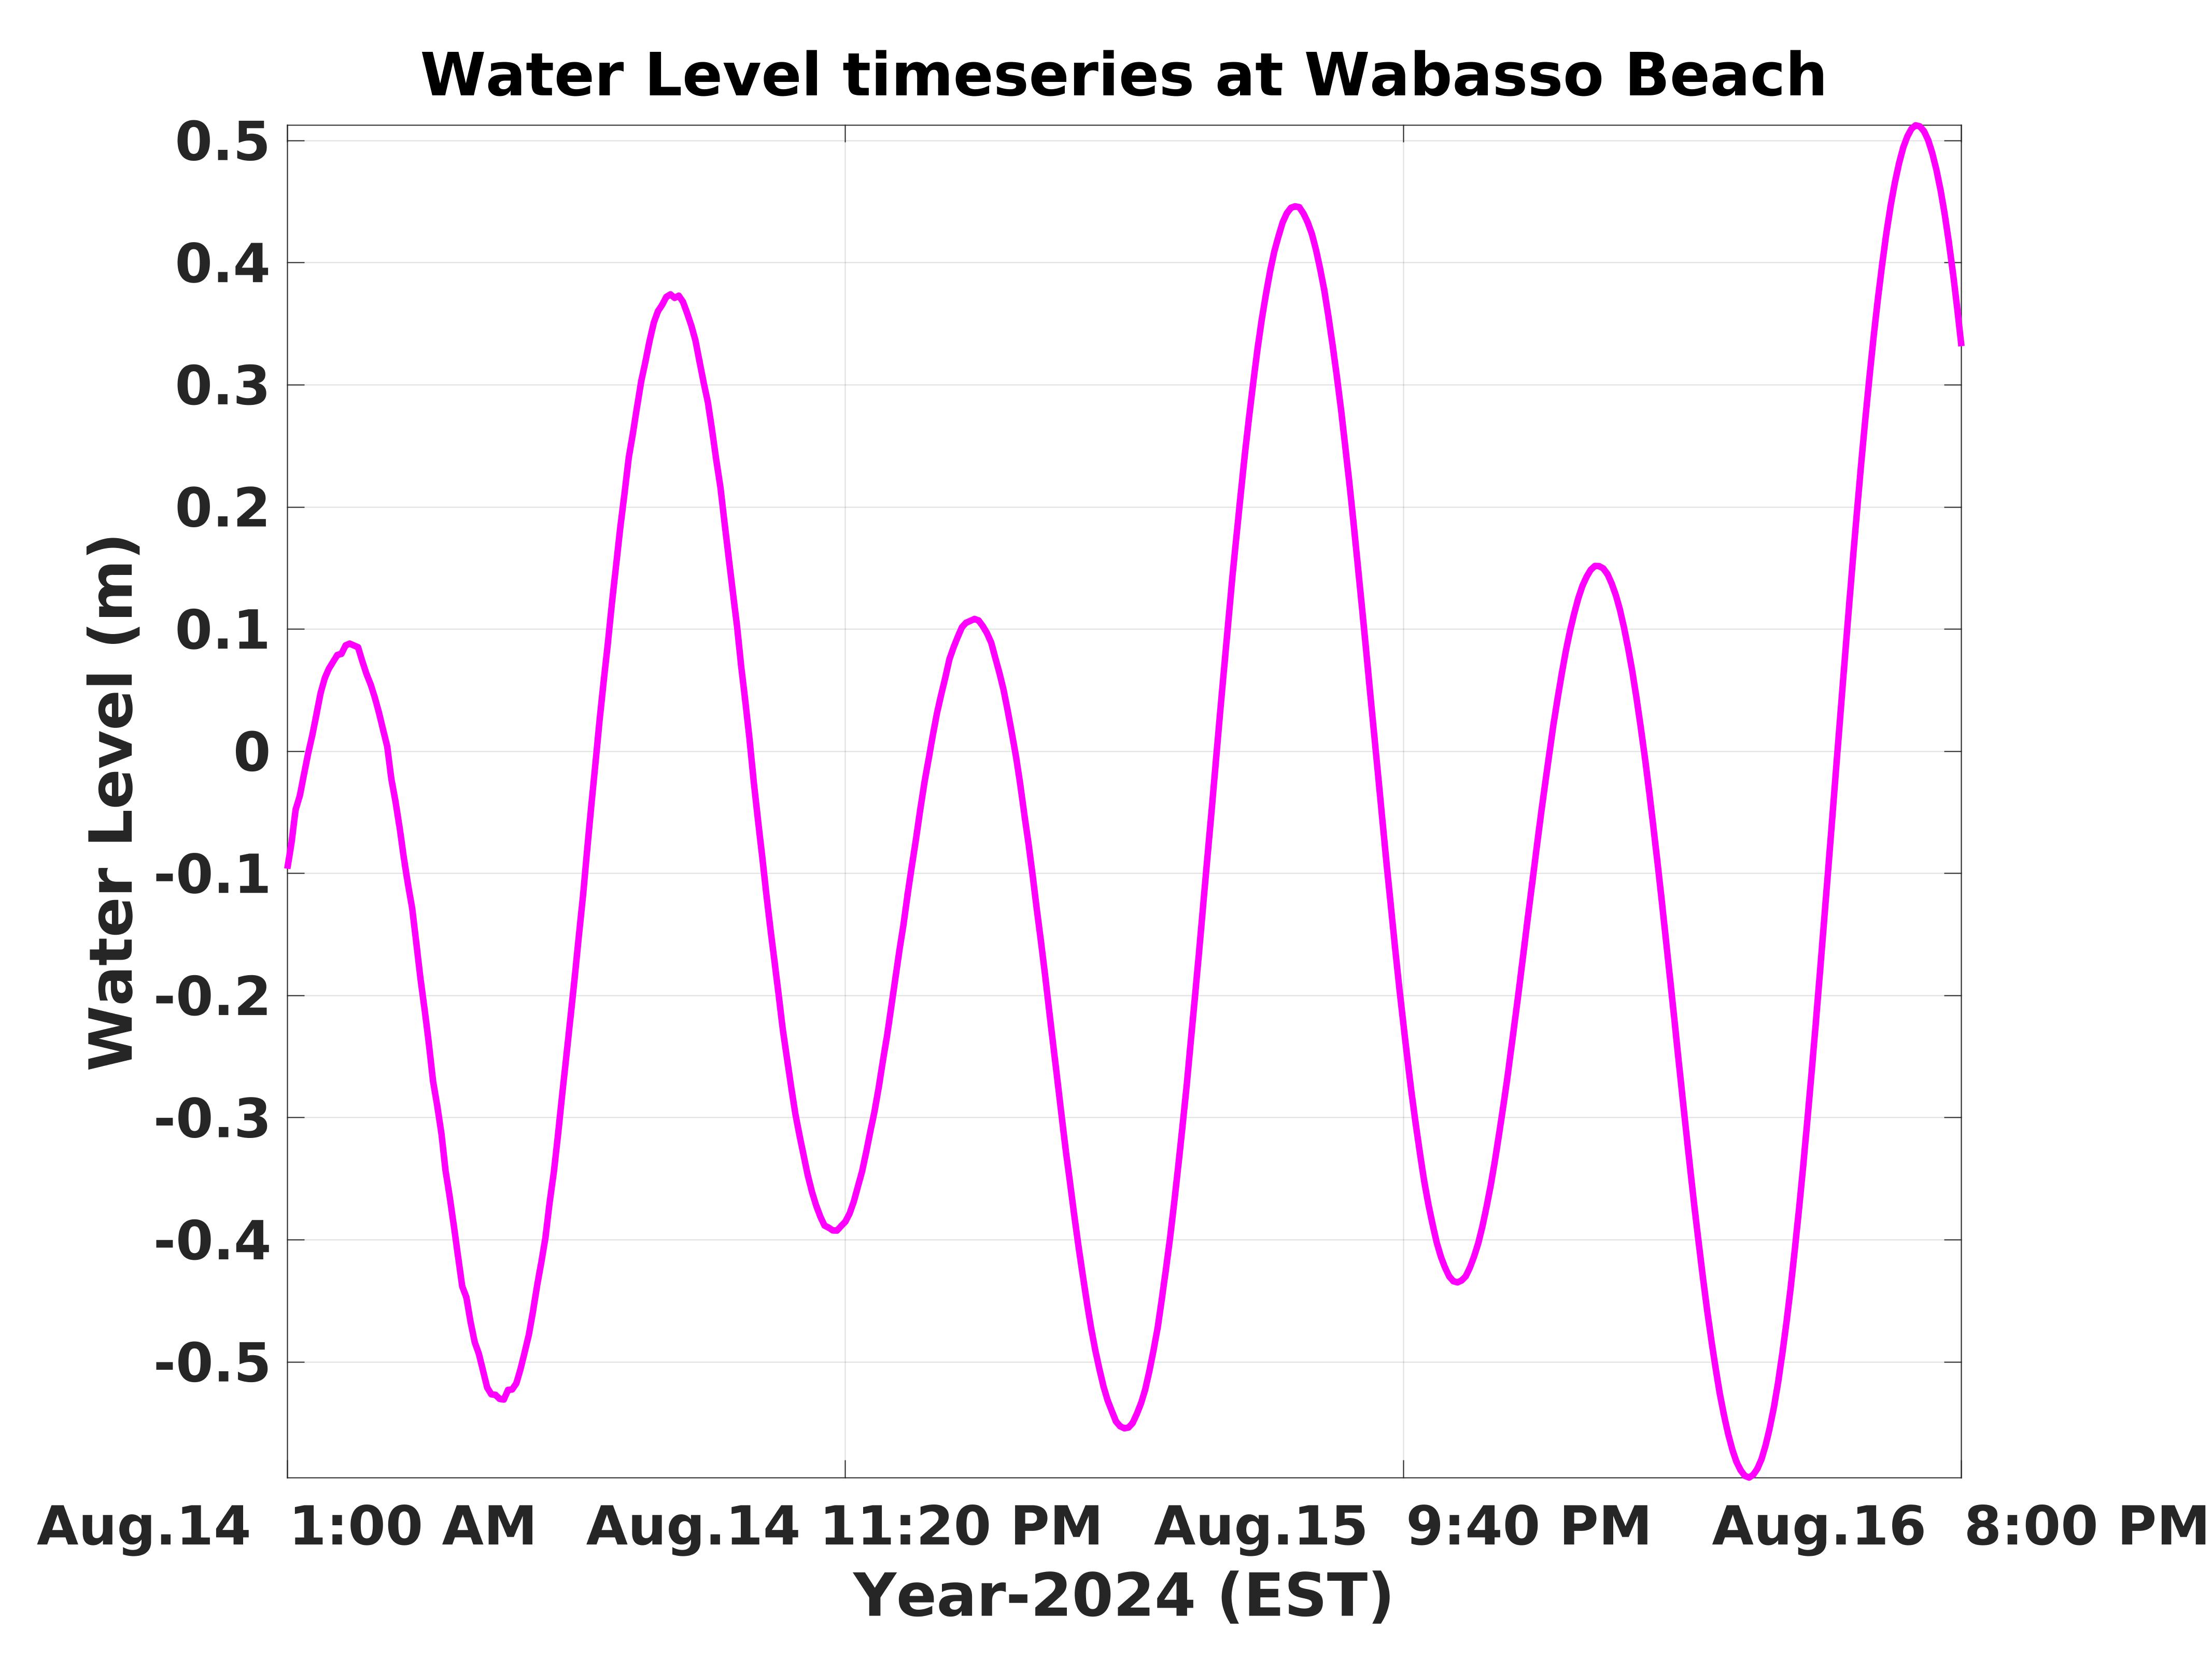 Water Level timeseries at Wabasso Beach
0.5
0.4
0.3
0.2
0.1
0
-0.1
-0.2
-0.3
-0.4
-0.5
Water Level (m)
Aug.14 1:00 AM Aug.14 11:20 PM Aug.15 9:40 PM Aug.16 8:00 PM
Year-2024 (EST)